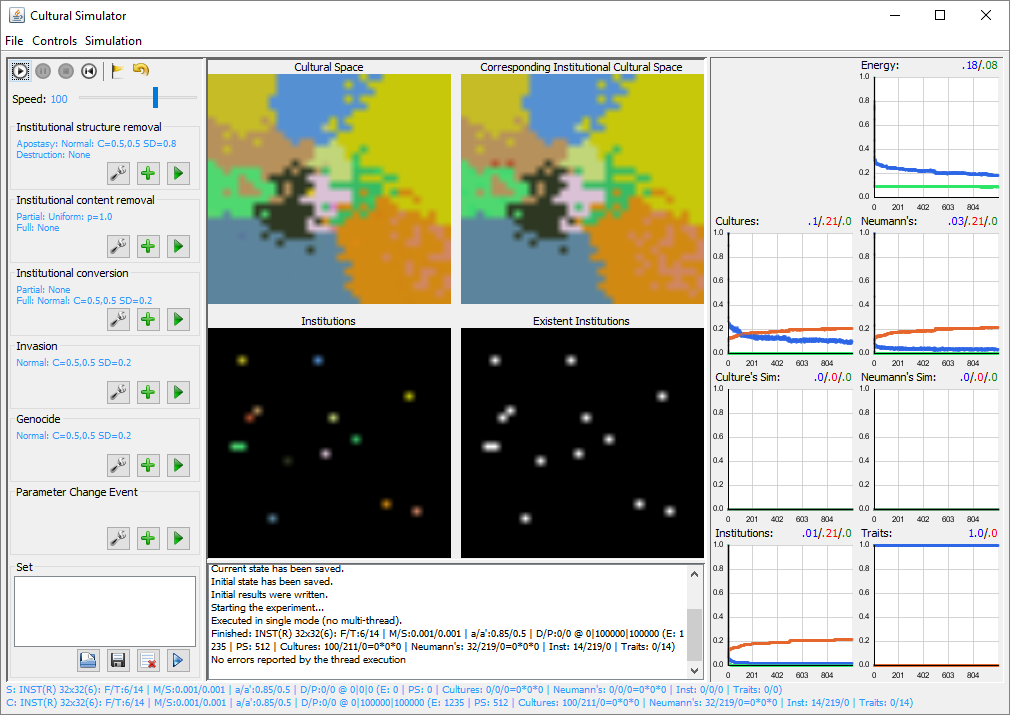 Cultural Simulator
File Controls Simulation
Speed: 100
Institutional structure removal
Apostasy: Normal: C=0.5,0.5 SD=0.8
Destruction: None
Institutional content removal
Partial: Uniform: p=1.0
Full: None
Institutional conversion
Partial: None
Full: Normal: C=0.5,0.5 SD=0.2
Invasion
Normal: C=0.5,0.5 SD=0.2
Genocide
Normal: C=0.5,0.5 SD=0.2
Parameter Change Event
Set
Cultural Space
Corresponding Institutional Cultural Space
Institutions
Existent Institutions
Current state has been saved.
Initial state has been saved.
Initial results were written.
Starting the experiment...
Executed in single mode (no multi-thread).
Finished: INST(R) 32x32(6): F/T:6/14 | M/S:0.001/0.001 | a/a':0.85/0.5 | D/P:0/0 @ 0|100000|100000 (E: 1
235 | PS: 512 | Cultures: 100/211/0=0*0*0 | Neumann's: 32/219/0=0*0*0 | Inst: 14/219/0 | Traits: 0/14)
No errors reported by the thread execution
Energy: .18/.08
1.0
0.8
0.6
0.4
0.2
0.0
0 201 402 603 804
Cultures: .1/.21/.0
1.0
0.8
0.6
0.4
0.2
0.0
0 201 402 603 804
Neumann's: .03/.21/.0
1.0
0.8
0.6
0.4
0.2
0.0
0 201 402 603 804
Culture's Sim: .0/.0/.0
1.0
0.8
0.6
0.4
0.2
0.0
0 201 402 603 804
Neumann's Sim: .0/.0/.0
1.0
0.8
0.6
0.4
0.2
0.0
0 201 402 603 804
Institutions: .01/.21/.0
1.0
0.8
0.6
0.4
0.2
0.0
0 201 402 603 804
Traits: 1.0/.0
1.0
0.8
0.6
0.4
0.2
0.0
0 201 402 603 804
S: INST(R) 32x32(6): F/T:6/14 | M/S:0.001/0.001 | a/a':0.85/0.5 | D/P:0/0 @ 0|0|0 (E: 0 | PS: 0 | Cultures: 0/0/0=0*0*0 | Neumann's: 0/0/0=0*0*0 | Inst: 0/0/0 | Traits: 0/0)
C: INST(R) 32x32(6): F/T:6/14 | M/S:0.001/0.001 | a/a':0.85/0.5 | D/P:0/0 @ 0|100000|100000 (E: 1235 | PS: 512 | Cultures: 100/211/0=0*0*0 | Neumann's: 32/219/0=0*0*0 | Inst: 14/219/0 | Traits: 0/14)